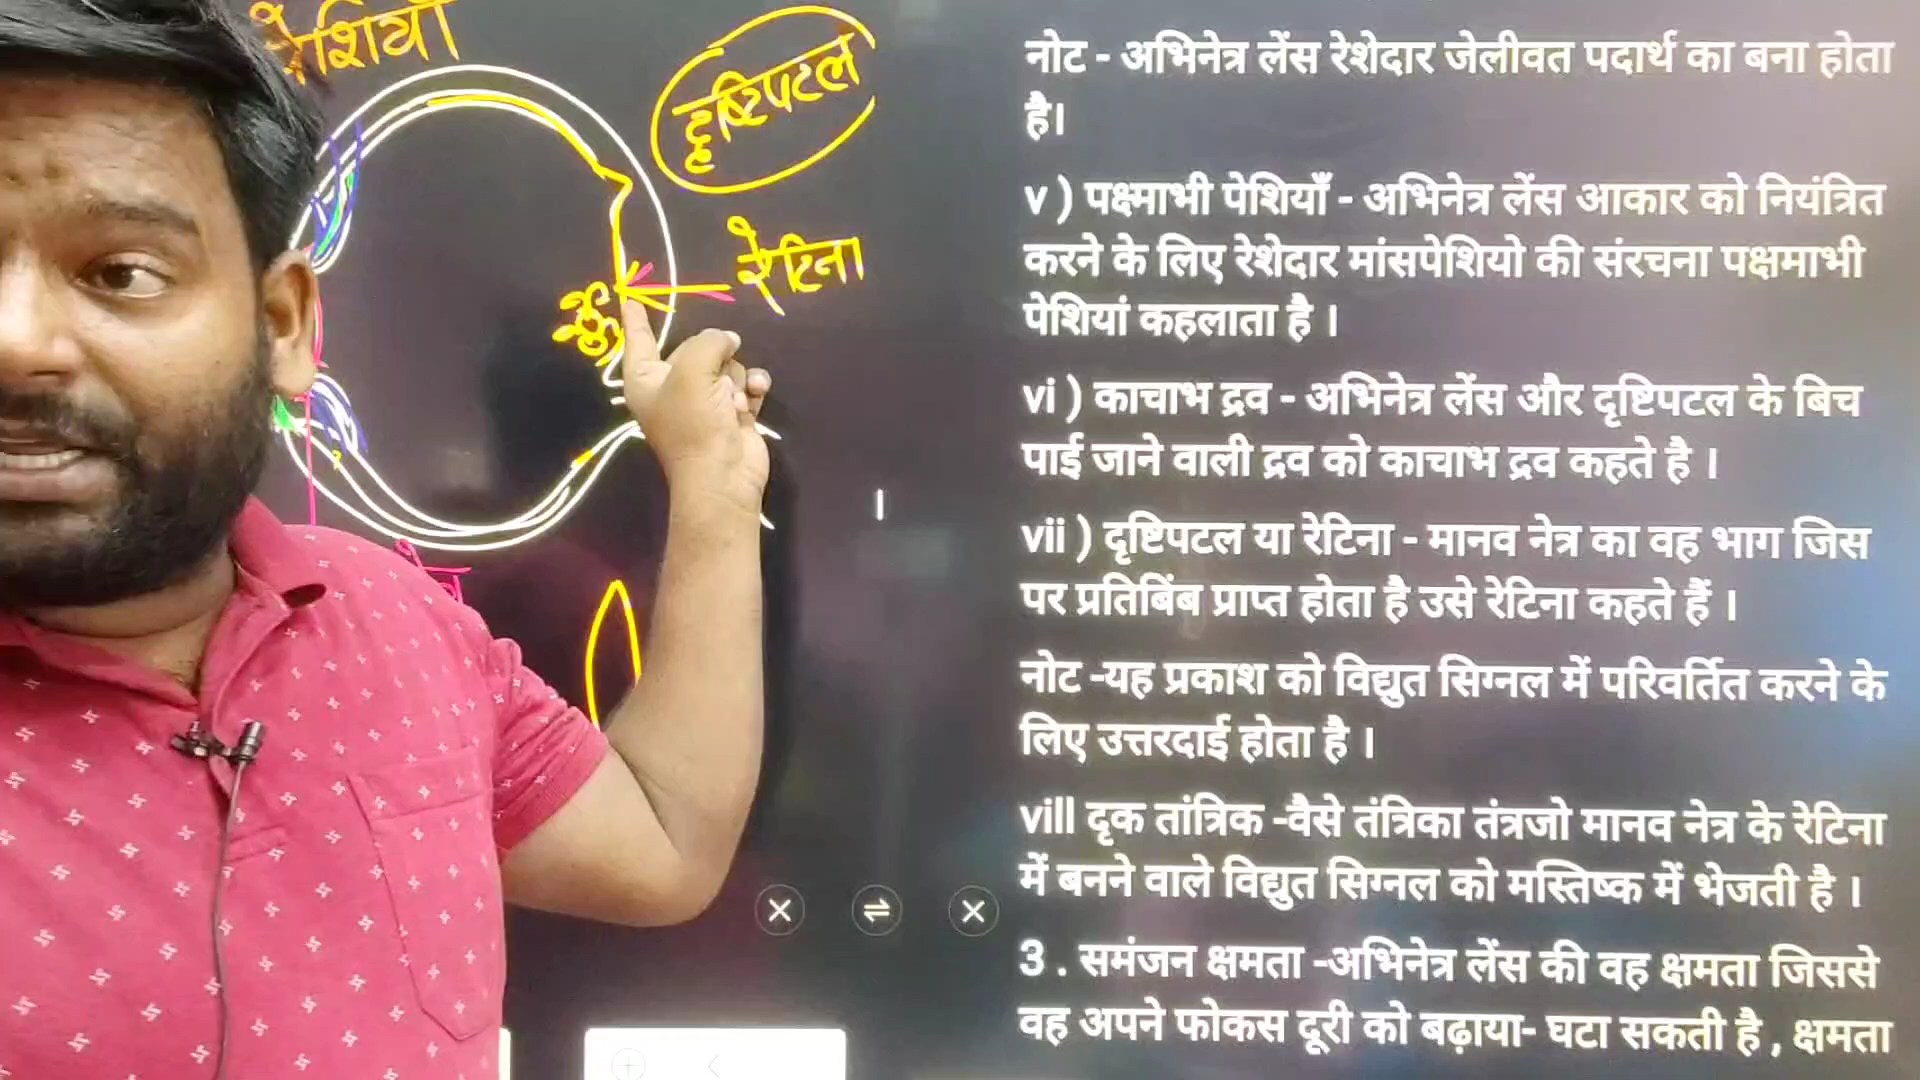 पेशियाँ
दृष्टिपटल
रेटिना
नोट - अभिनेत्र लेंस रेशेदार जेलीवत पदार्थ का बना होता
है।
v ) पक्ष्माभी पेशियाँ - अभिनेत्र लेंस आकार को नियंत्रित
करने के लिए रेशेदार मांसपेशियो की संरचना पक्षमाभी
पेशियां कहलाता है ।
vi ) काचाभ द्रव - अभिनेत्र लेंस और दृष्टिपटल के बिच
पाई जाने वाली द्रव को काचाभ द्रव कहते है ।
vii ) दृष्टिपटल या रेटिना - मानव नेत्र का वह भाग जिस
पर प्रतिबिंब प्राप्त होता है उसे रेटिना कहते हैं ।
नोट -यह प्रकाश को विद्युत सिग्नल में परिवर्तित करने के
लिए उत्तरदाई होता है ।
vill दृक तांत्रिक -वैसे तंत्रिका तंत्रजो मानव नेत्र के रेटिना
में बनने वाले विद्युत सिग्नल को मस्तिष्क में भेजती है ।
3 . समंजन क्षमता -अभिनेत्र लेंस की वह क्षमता जिससे
वह अपने फोकस दूरी को बढ़ाया- घटा सकती है , क्षमता